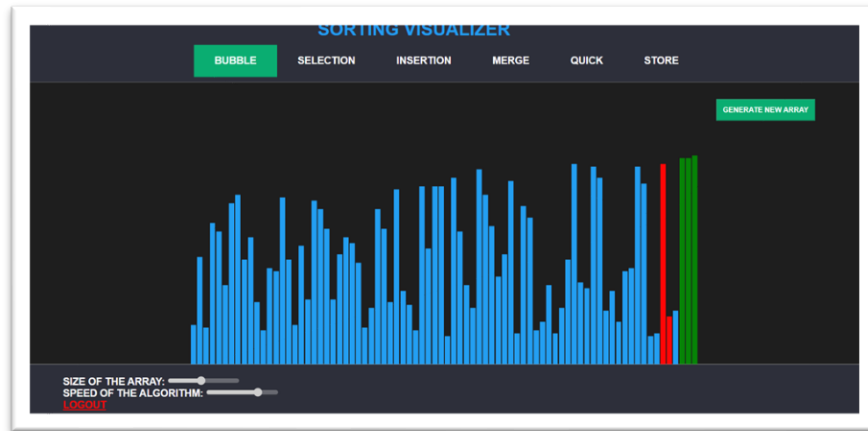 SORTING VISUALIZER
BUBBLE SELECTION INSERTION MERGE QUICK STORE
GENERATE NEW ARRAY
SIZE OF THE ARRAY:
SPEED OF THE ALGORITHM:
LOGOUT